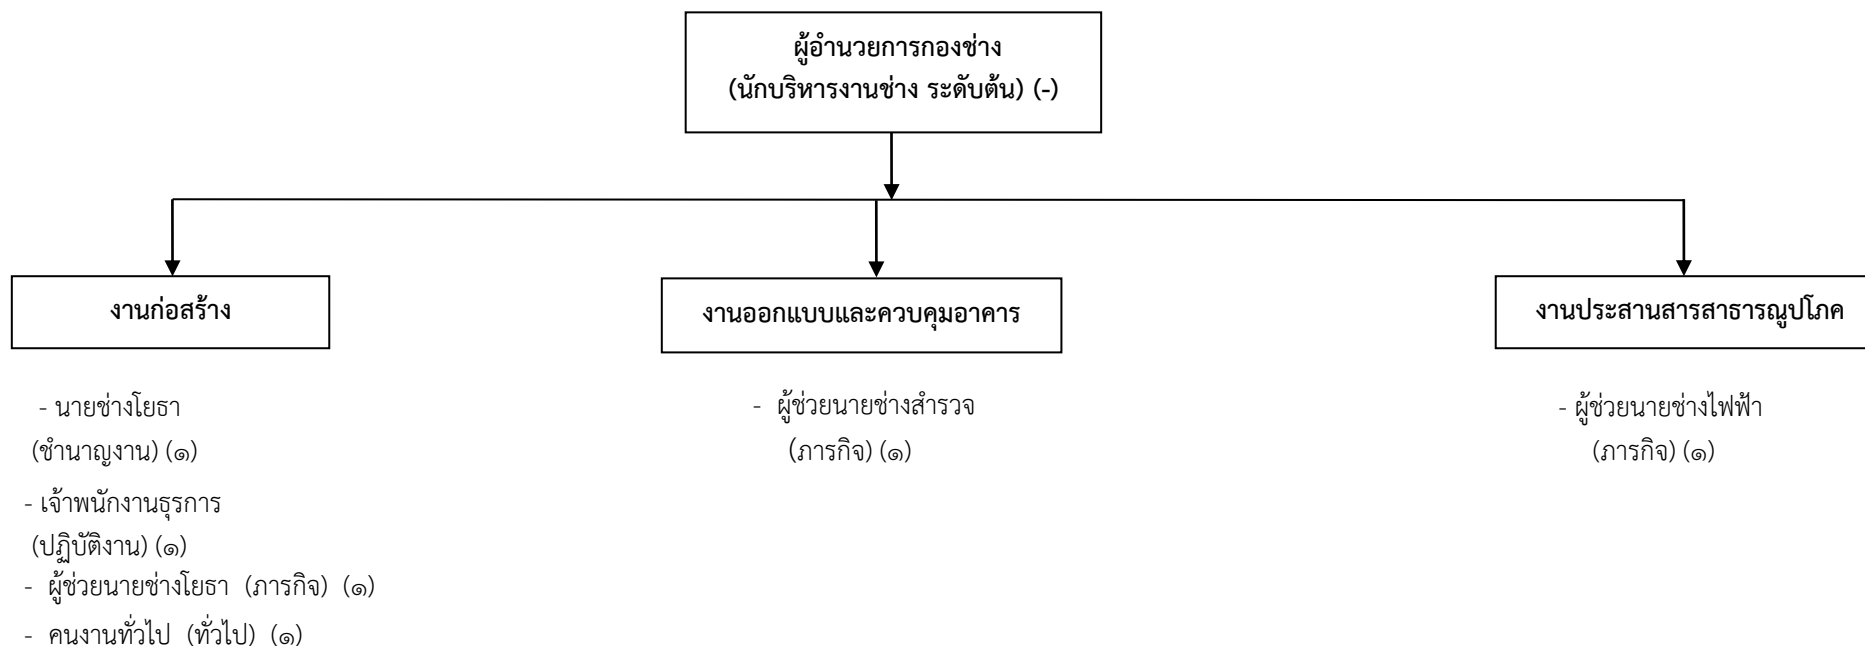 ผู้อำนวยการกองช่าง
(นักบริหารงานช่าง ระดับต้น) (-)
งานก่อสร้าง
งานออกแบบและควบคุมอาคาร
งานประสานสารสาธารณูปโภค
- นายช่างโยธา
(ชำนาญงาน) (๑)
- เจ้าพนักงานธุรการ
(ปฏิบัติงาน) (๑)
- ผู้ช่วยนายช่างโยธา (ภารกิจ) (๑)
- คนงานทั่วไป (ทั่วไป) (๑)
- ผู้ช่วยนายช่างสำรวจ
(ภารกิจ) (๑)
- ผู้ช่วยนายช่างไฟฟ้า
(ภารกิจ) (๑)